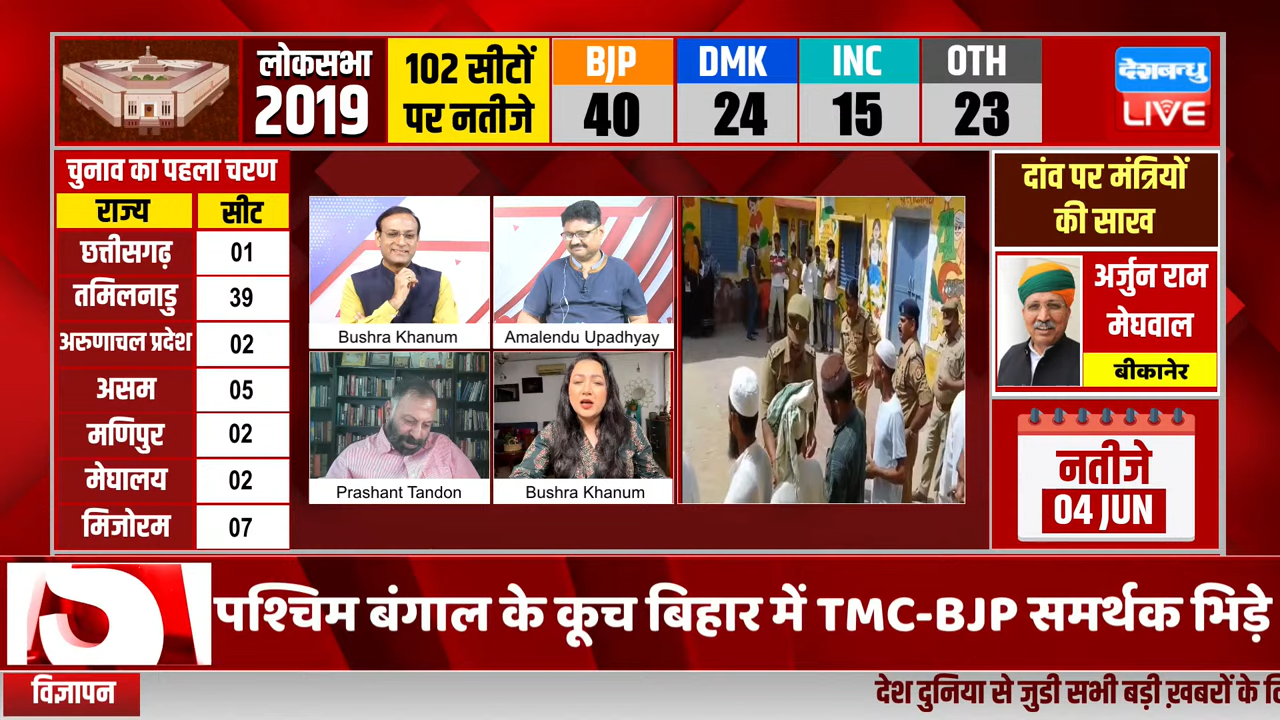 लोकसभा
2019
102 सीटों
पर नतीजे
BJP
40
DMK
24
INC
15
OTH
23
देशबन्धु
LIVE
चुनाव का पहला चरण
राज्य सीट
छत्तीसगढ़ 01
तमिलनाडु 39
अरुणाचल प्रदेश 02
असम 05
मणिपुर 02
मेघालय 02
मिजोरम 07
Bushra Khanum
Amalendu Upadhyay
Prashant Tandon
Bushra Khanum
दांव पर मंत्रियों
की साख
अर्जुन राम
मेघवाल
बीकानेर
नतीजे
04 JUN
पश्चिम बंगाल के कूच बिहार में TMC-BJP समर्थक भिड़े
विज्ञापन
देश दुनिया से जुडी सभी बड़ी ख़बरों के